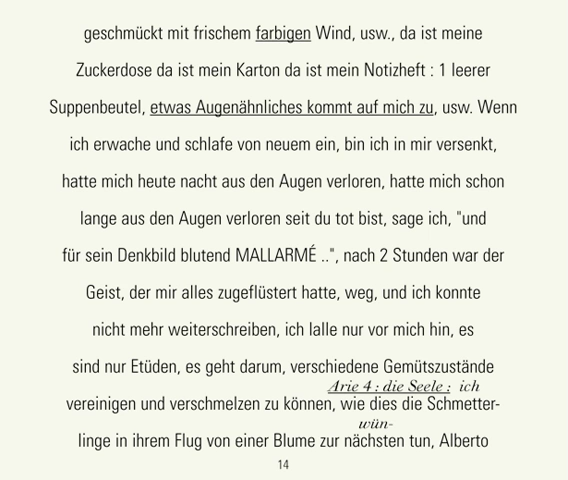 geschmückt mit frischem farbigen Wind, usw., da ist meine
Zuckerdose da ist mein Karton da ist mein Notizheft : 1 leerer
Suppenbeutel, etwas Augenähnliches kommt auf mich zu, usw. Wenn
ich erwache und schlafe von neuem ein, bin ich in mir versenkt,
hatte mich heute nacht aus den Augen verloren, hatte mich schon
lange aus den Augen verloren seit du tot bist, sage ich, "und
für sein Denkbild blutend MALLARMÉ ..", nach 2 Stunden war der
Geist, der mir alles zugeflüstert hatte, weg, und ich konnte
nicht mehr weiterschreiben, ich lalle nur vor mich hin, es
sind nur Etüden, es geht darum, verschiedene Gemütszustände
Arie 4 : die Seele : ich
vereinigen und verschmelzen zu können, wie dies die Schmetter-
wün-
linge in ihrem Flug von einer Blume zur nächsten tun, Alberto
14